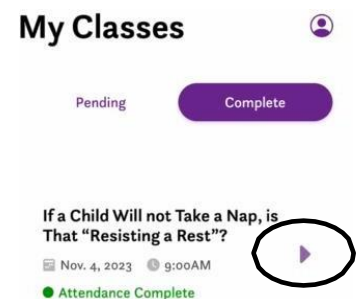 My Classes
Pending
Complete
If a Child Will not Take a Nap, is
That “Resisting a Rest”?
Nov. 4, 2023 9:00AM
Attendance Complete